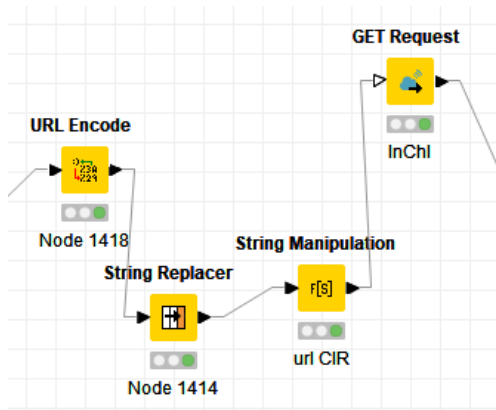 GET Request
InChI
URL Encode
Node 1418
String Replacer
Node 1414
String Manipulation
F[S]
url CIR